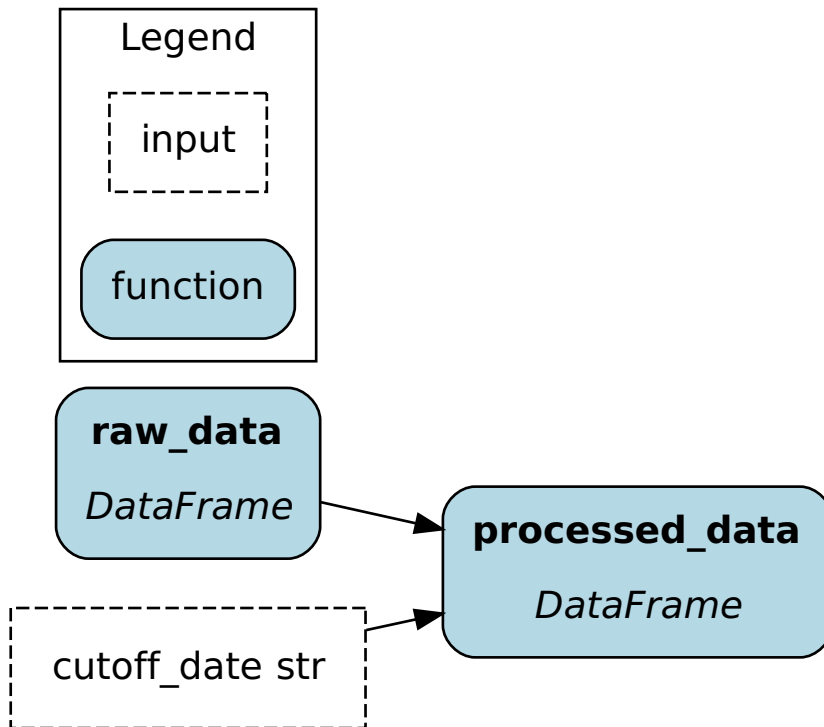 Legend
input
function
raw_data
DataFrame
processed_data
DataFrame
cutoff_date str